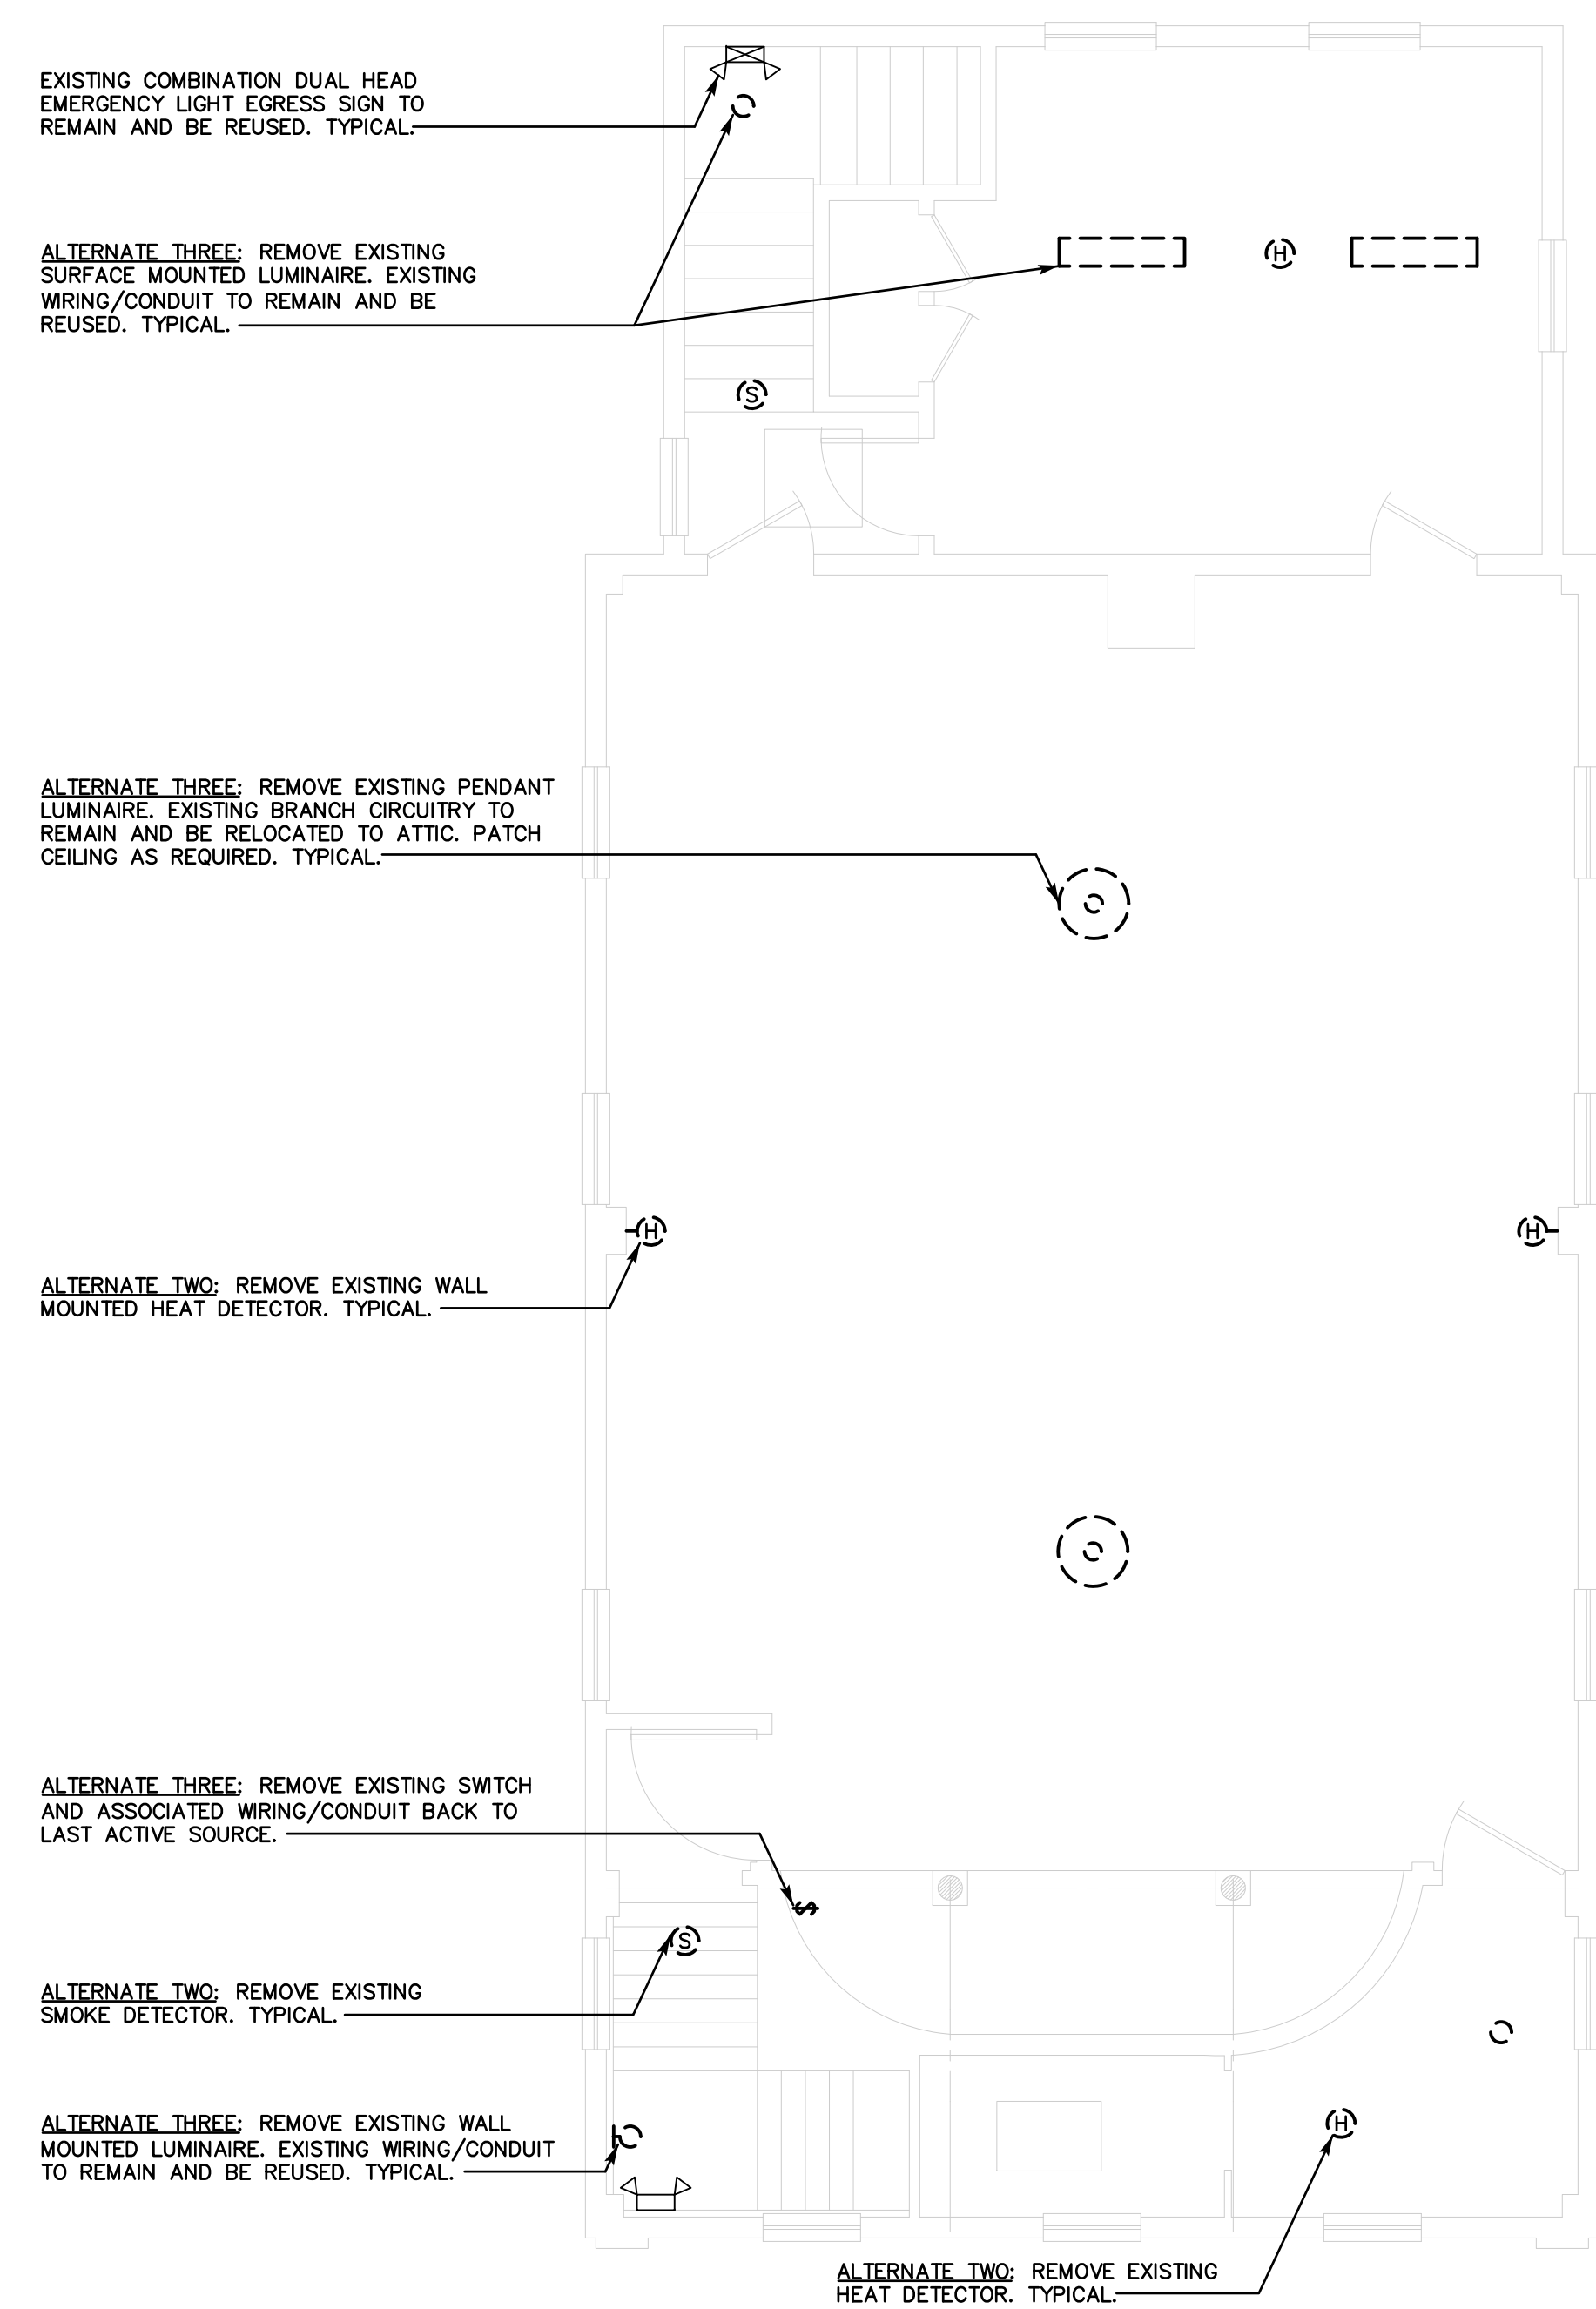 EXISTING COMBINATION DUAL HEAD
EMERGENCY LIGHT EGRESS SIGN TO
REMAIN AND BE REUSED. TYPICAL.
ALTERNATE THREE: REMOVE EXISTING
SURFACE MOUNTED LUMINAIRE. EXISTING
WIRING/CONDUIT TO REMAIN AND BE
REUSED. TYPICAL.
H
S
ALTERNATE THREE: REMOVE EXISTING PENDANT
LUMINAIRE. EXISTING BRANCH CIRCUITRY TO
REMAIN AND BE RELOCATED TO ATTIC. PATCH
CEILING AS REQUIRED. TYPICAL.
H
H
ALTERNATE TWO: REMOVE EXISTING WALL
MOUNTED HEAT DETECTOR. TYPICAL.
ALTERNATE THREE: REMOVE EXISTING SWITCH
AND ASSOCIATED WIRING/CONDUIT BACK TO
LAST ACTIVE SOURCE.
$
S
ALTERNATE TWO: REMOVE EXISTING
SMOKE DETECTOR. TYPICAL.
ALTERNATE THREE: REMOVE EXISTING WALL
MOUNTED LUMINAIRE. EXISTING WIRING/CONDUIT
TO REMAIN AND BE REUSED. TYPICAL.
H
ALTERNATE TWO: REMOVE EXISTING
HEAT DETECTOR. TYPICAL.